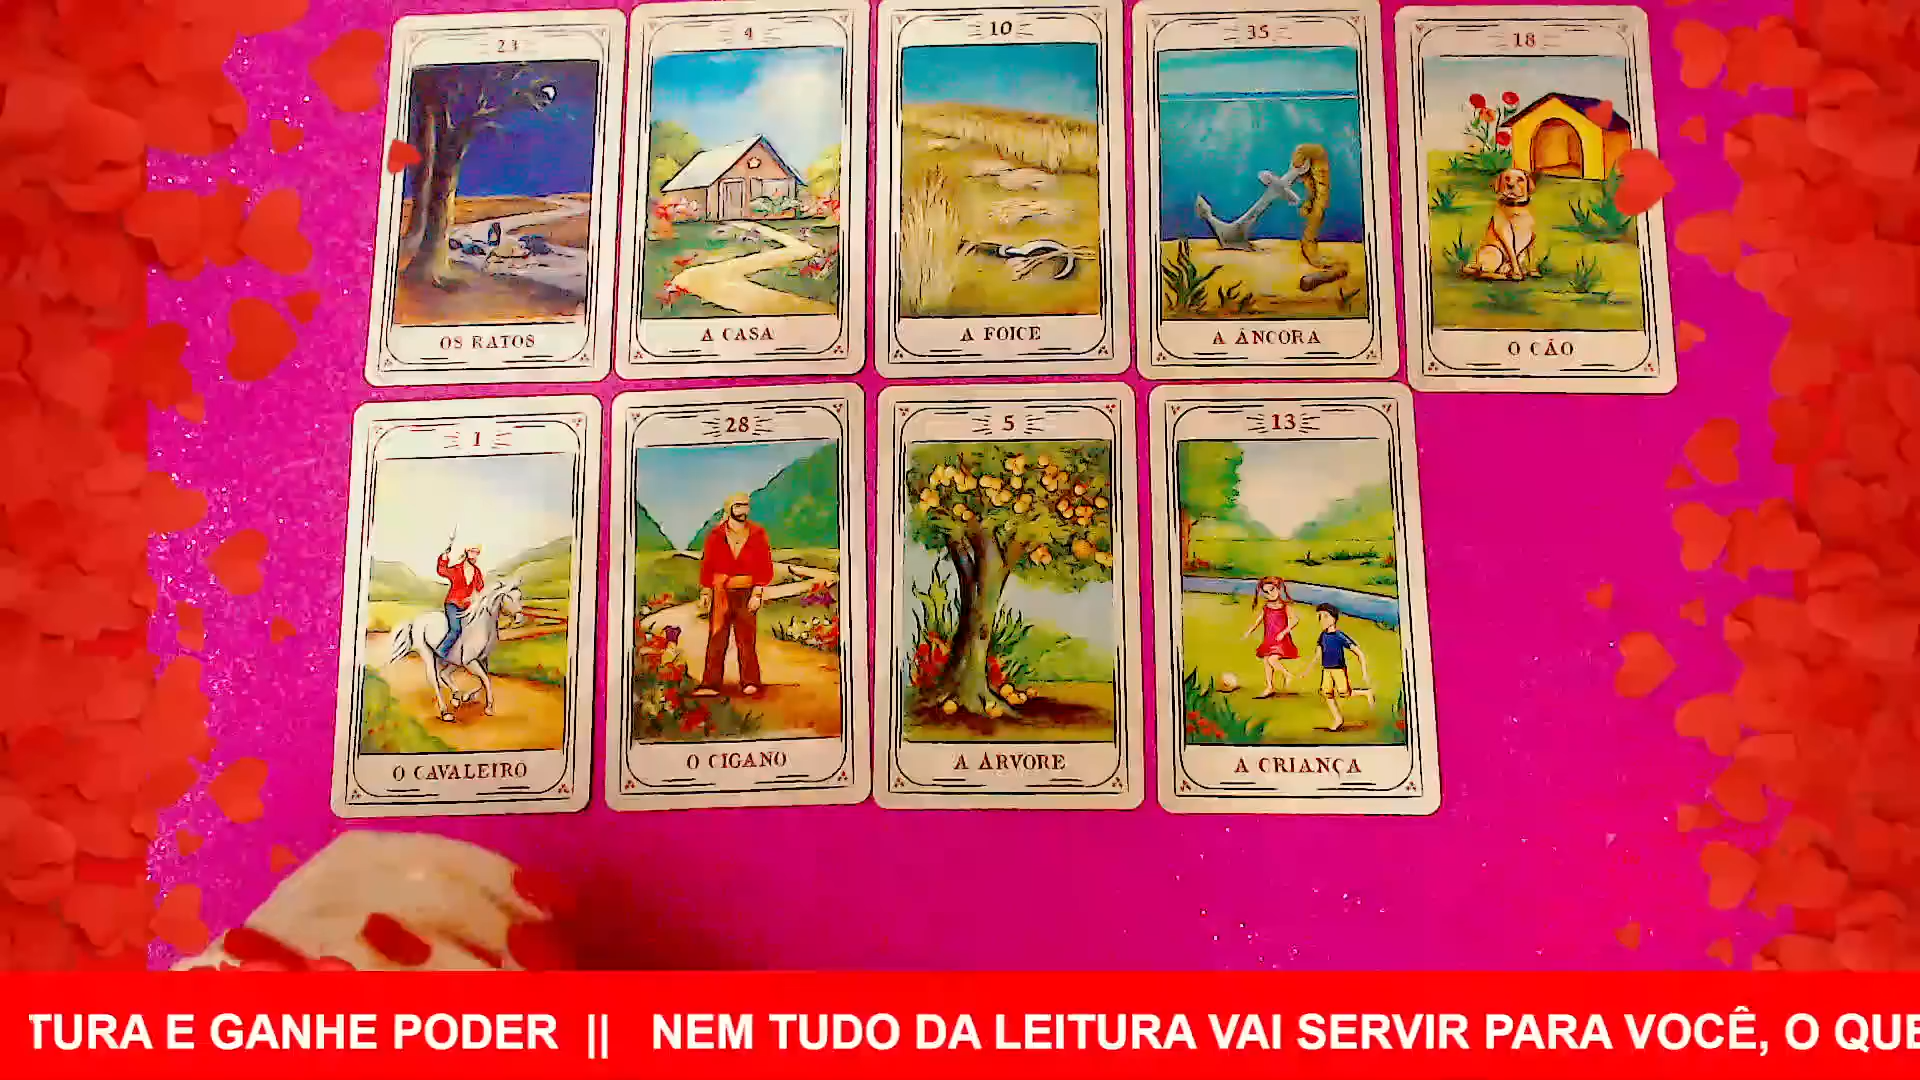 23
4
10
35
18
OS RATOS
A CASA
A FOICE
A ÂNCORA
O CÃO
1
28
5
13
O CAVALEIRO
O CIGANO
A ÁRVORE
A CRIANÇA
TURA E GANHE PODER || NEM TUDO DA LEITURA VAI SERVIR PARA VOCÊ, O QUE